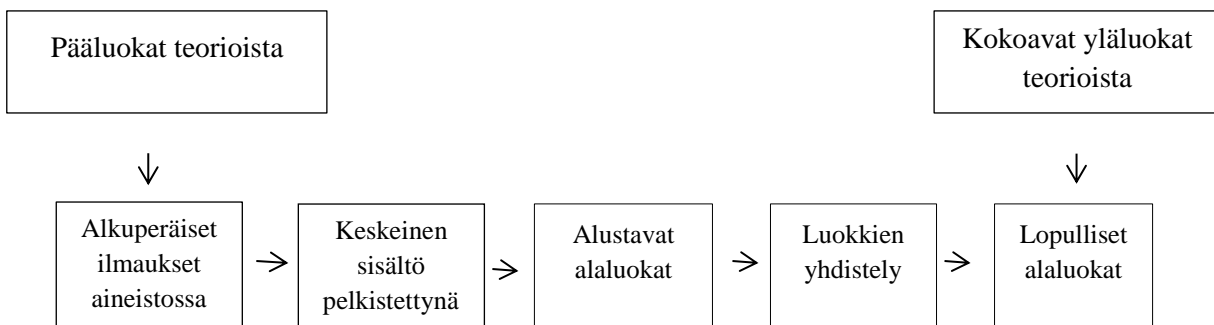 Pääluokat teorioista
Kokoavat yläluokat
teorioista
Alkuperäiset
ilmaukset
aineistossa
Keskeinen
sisältö
pelkistettynä
Alustavat
alaluokat
Luokkien
yhdistely
Lopulliset
alaluokat